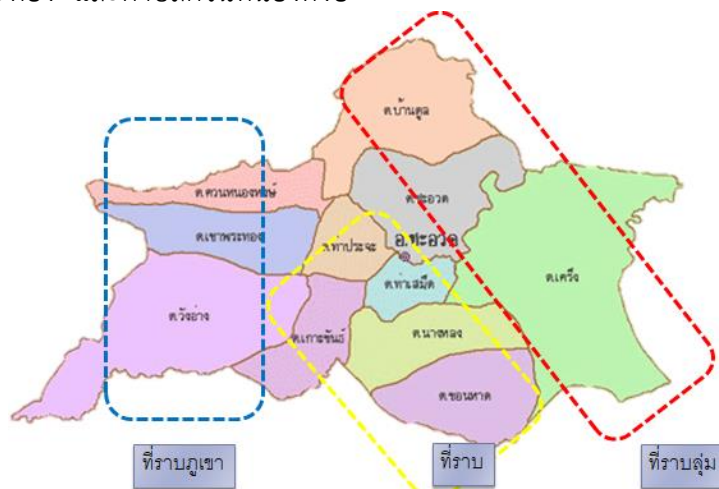 ต.บ้านตูล
ต.ควนหนองหงษ์
ต.ชะอวด
ต.เขาพระทอง
ต.ท่าประจะ
อ.ชะอวด
ต.เคร็ง
ต.ท่าเสม็ด
ต.วังอ่าง
ต.เกาะขันธ์
ต.นางหลง
ต.ขอนหาด
ที่ราบภูเขา
ที่ราบ
ที่ราบลุ่ม